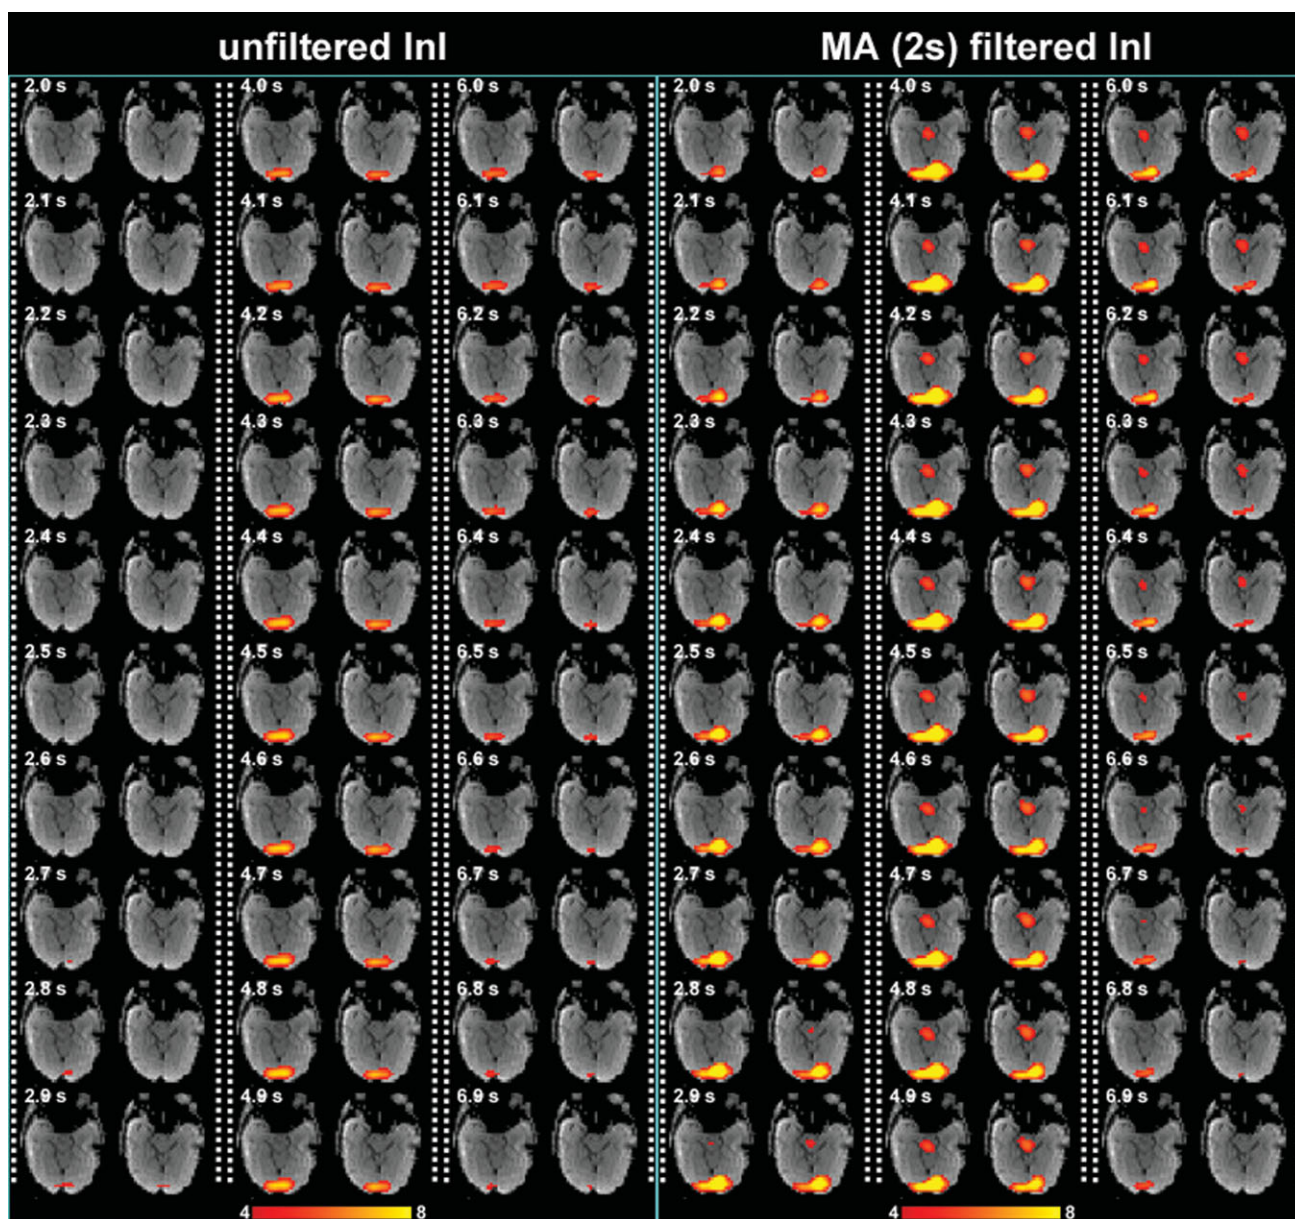 unfiltered InI MA (2s) filtered InI
2.0 s 4.0 s 6.0 s 2.0 s 4.0 s 6.0 s
2.1 s 4.1 s 6.1 s 2.1 s 4.1 s 6.1 s
2.2 s 4.2 s 6.2 s 2.2 s 4.2 s 6.2 s
2.3 s 4.3 s 6.3 s 2.3 s 4.3 s 6.3 s
2.4 s 4.4 s 6.4 s 2.4 s 4.4 s 6.4 s
2.5 s 4.5 s 6.5 s 2.5 s 4.5 s 6.5 s
2.6 s 4.6 s 6.6 s 2.6 s 4.6 s 6.6 s
2.7 s 4.7 s 6.7 s 2.7 s 4.7 s 6.7 s
2.8 s 4.8 s 6.8 s 2.8 s 4.8 s 6.8 s
2.9 s 4.9 s 6.9 s 2.9 s 4.9 s 6.9 s
4 8 4 8